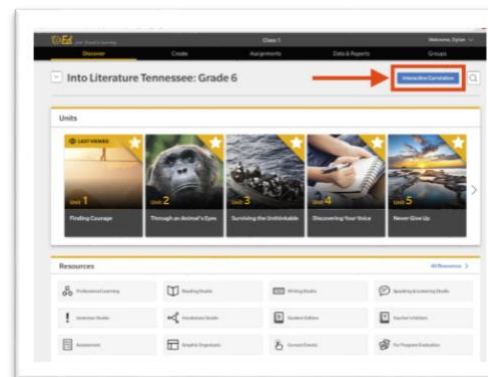 Ed
Class 1
Welcome, Dylan
Discover
Create
Assignments
Data & Reports
Groups
Into Literature Tennessee: Grade 6
Interactive Correlation
Units
LAST VIEWED
Unit 1
Unit 2
Unit 3
Unit 4
Unit 5
Finding Courage
Through an Animal's Eyes
Surviving the Unthinkable
Discovering Your Voice
Never Give Up
Resources
All Resources
Professional Learning
Reading Studio
Writing Studio
Speaking & Listening Studio
Grammar Studio
Vocabulary Studio
Student Edition
Teacher's Edition
Assessment
Graphic Organizers
Current Events
For Program Evaluation